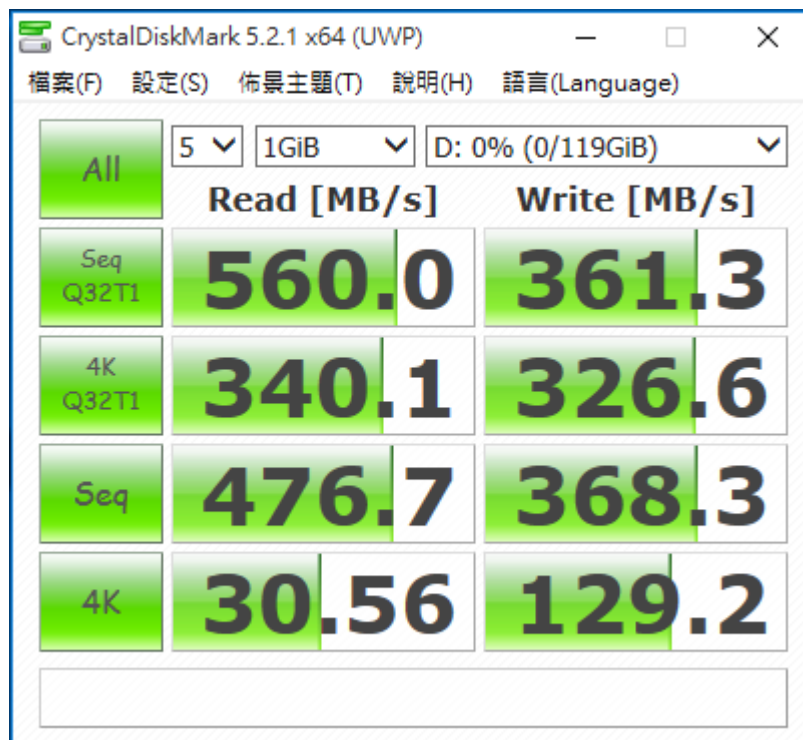 CrystalDiskMark 5.2.1 x64 (UWP)
檔案(F) 設定(S) 佈景主題(T) 說明(H) 語言(Language)
All 5 1GiB D: 0% (0/119GiB)
Read [MB/s] Write [MB/s]
Seq Q32T1 560.0 361.3
4K Q32T1 340.1 326.6
Seq 476.7 368.3
4K 30.56 129.2